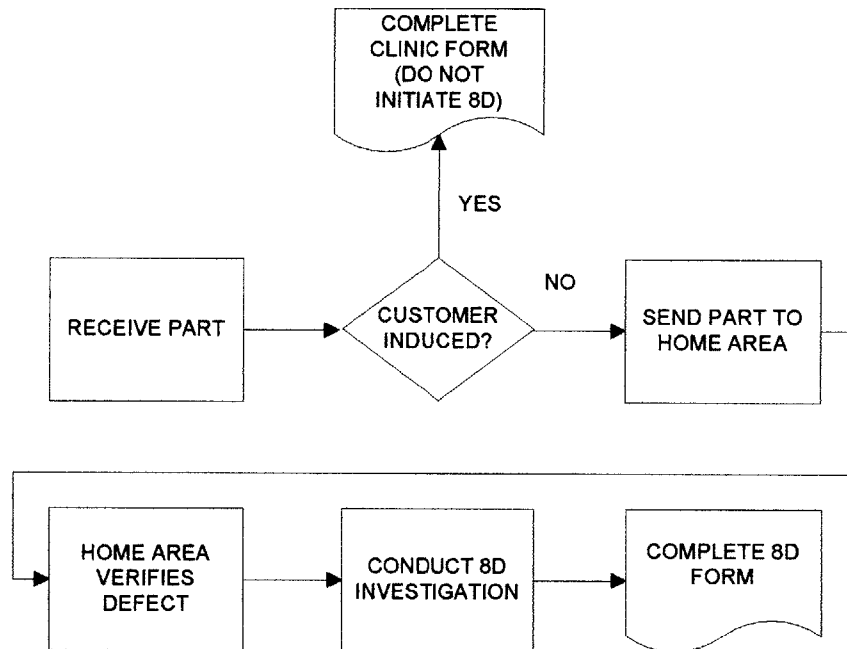 COMPLETE
CLINIC FORM
(DO NOT
INITIATE 8D)
YES
RECEIVE PART
CUSTOMER
INDUCED?
NO
SEND PART TO
HOME AREA
HOME AREA
VERIFIES
DEFECT
CONDUCT 8D
INVESTIGATION
COMPLETE 8D
FORM